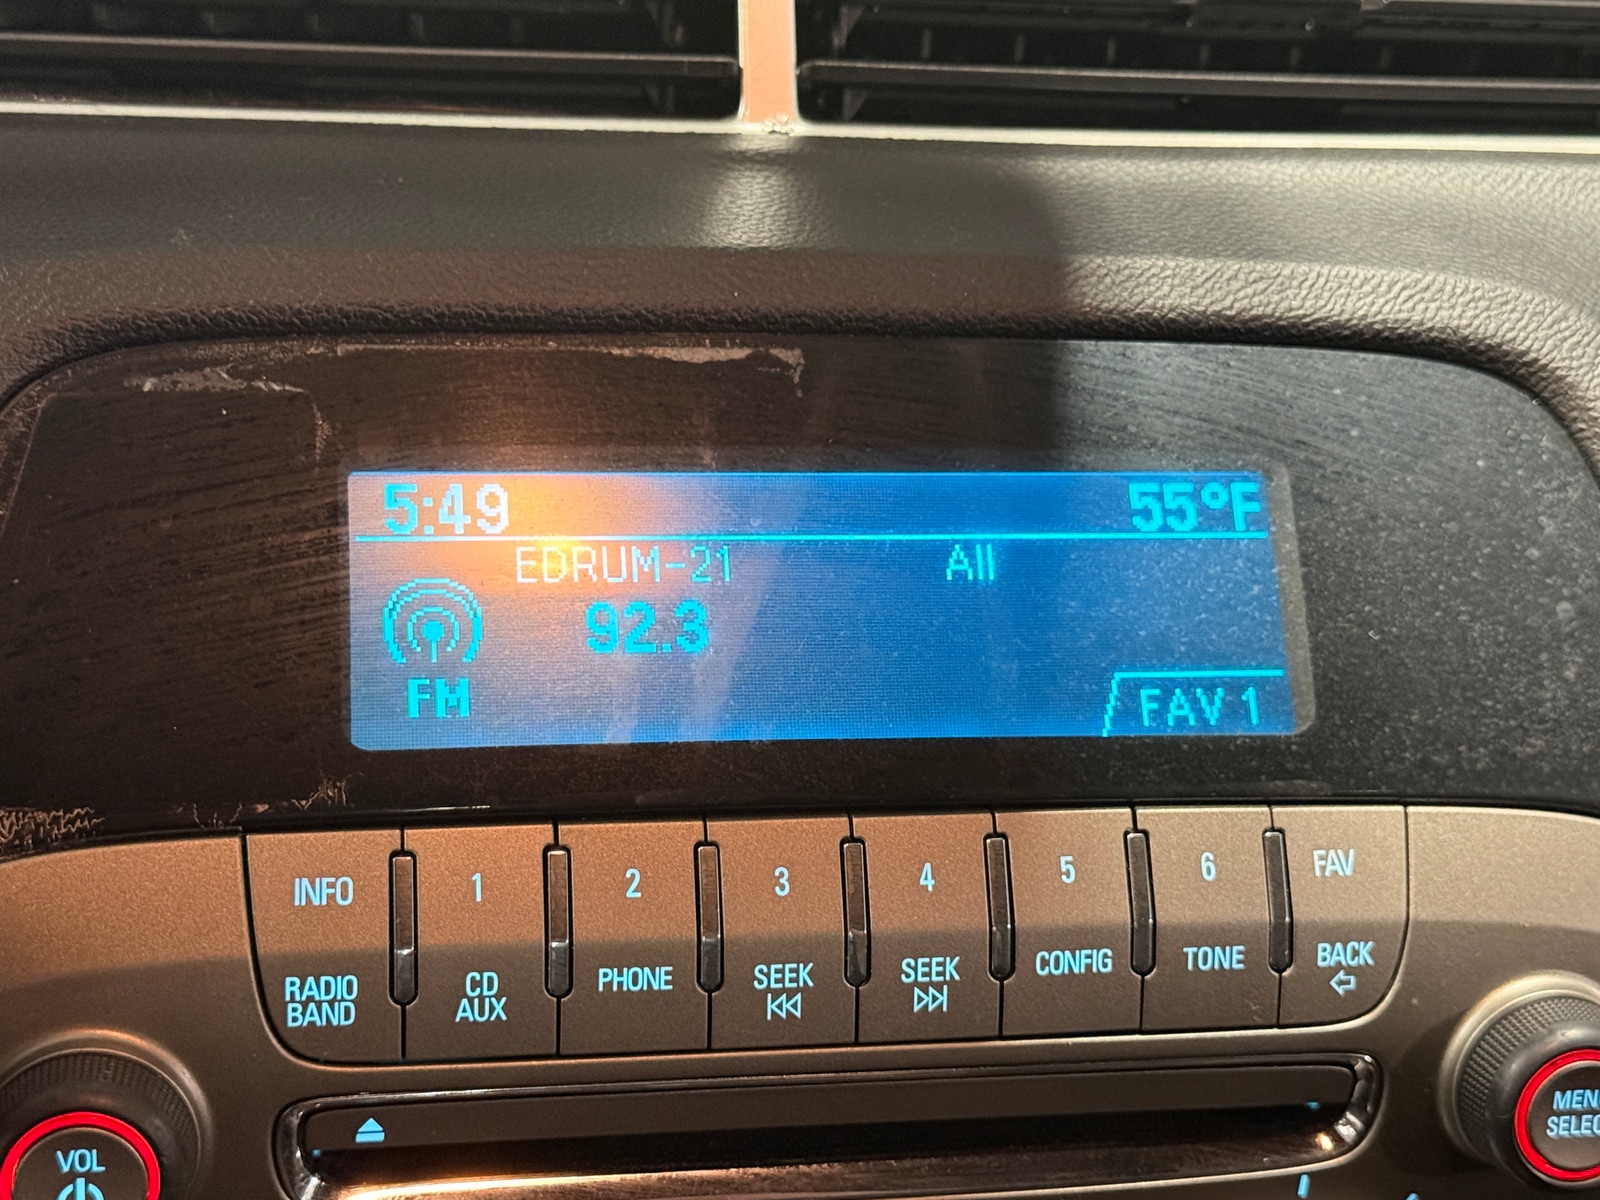 5:49 55°F
EDRUM-21 All
92.3
FM
FAV 1
INFO 1 2 3 4 5 6 FAV
RADIO BAND
CD AUX
PHONE
SEEK
SEEK
CONFIG
TONE
BACK
VOL